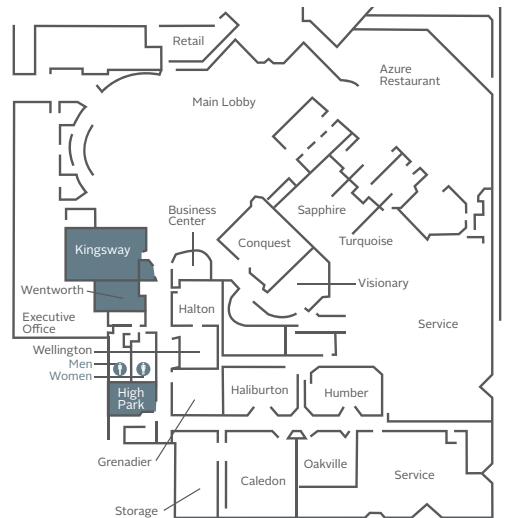 Retail
Azure
Restaurant
Main Lobby
Business
Center
Sapphire
Kingsway
Conquest
Turquoise
Wentworth
Visionary
Halton
Executive
Office
Service
Wellington
Men
Women
High
Park
Haliburton
Humber
Grenadier
Oakville
Service
Caledon
Storage